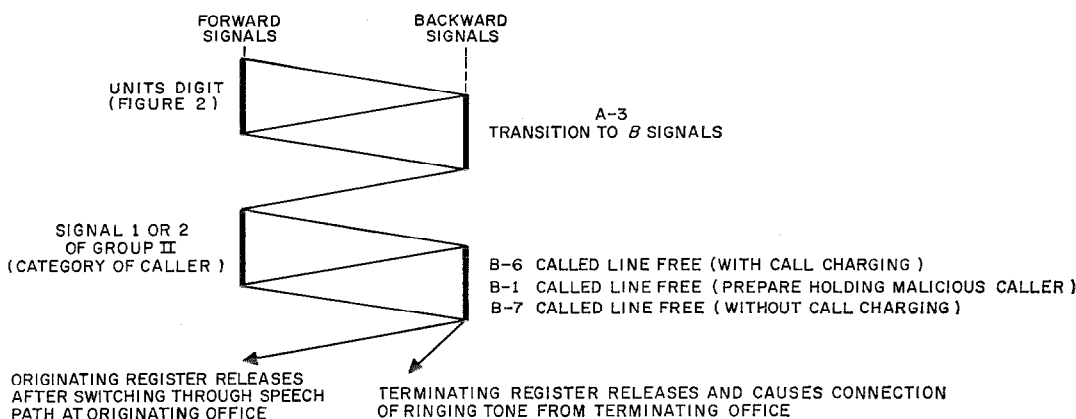 FORWARD SIGNALS
BACKWARD SIGNALS
UNITS DIGIT
(FIGURE 2)
A-3
TRANSITION TO B SIGNALS
SIGNAL 1 OR 2
OF GROUP II
(CATEGORY OF CALLER)
B-6 CALLED LINE FREE (WITH CALL CHARGING)
B-1 CALLED LINE FREE (PREPARE HOLDING MALICIOUS CALLER)
B-7 CALLED LINE FREE (WITHOUT CALL CHARGING)
ORIGINATING REGISTER RELEASES
AFTER SWITCHING THROUGH SPEECH
PATH AT ORIGINATING OFFICE
TERMINATING REGISTER RELEASES AND CAUSES CONNECTION
OF RINGING TONE FROM TERMINATING OFFICE